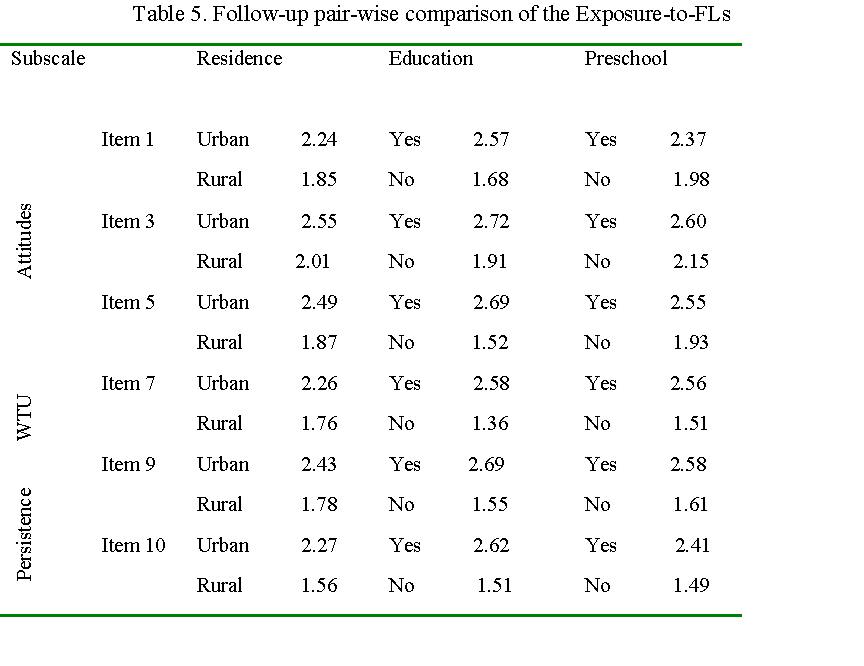 Table 5. Follow-up pair-wise comparison of the Exposure-to-FLs
Subscale Residence Education Preschool
Attitudes
Item 1 Urban 2.24 Yes 2.57 Yes 2.37
Rural 1.85 No 1.68 No 1.98
Item 3 Urban 2.55 Yes 2.72 Yes 2.60
Rural 2.01 No 1.91 No 2.15
Item 5 Urban 2.49 Yes 2.69 Yes 2.55
Rural 1.87 No 1.52 No 1.93
WTU
Item 7 Urban 2.26 Yes 2.58 Yes 2.56
Rural 1.76 No 1.36 No 1.51
Persistence
Item 9 Urban 2.43 Yes 2.69 Yes 2.58
Rural 1.78 No 1.55 No 1.61
Item 10 Urban 2.27 Yes 2.62 Yes 2.41
Rural 1.56 No 1.51 No 1.49